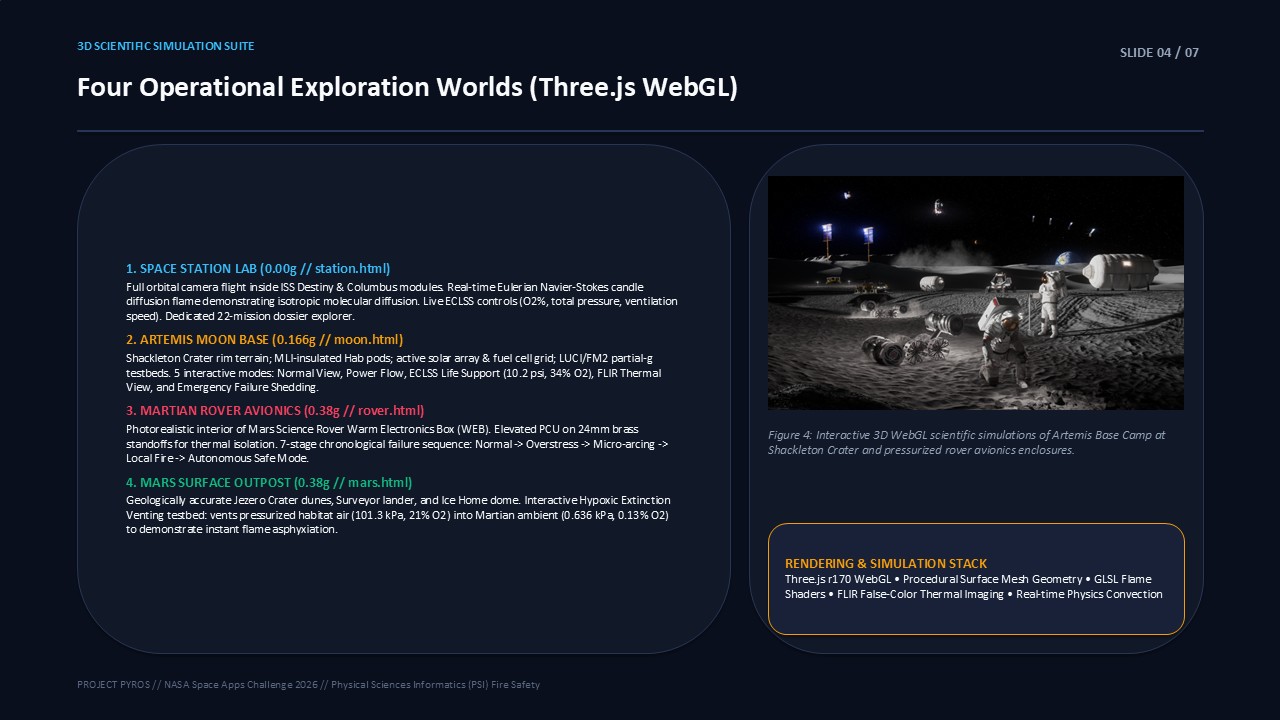 3D SCIENTIFIC SIMULATION SUITE
SLIDE 04 / 07
Four Operational Exploration Worlds (Three.js WebGL)
1. SPACE STATION LAB (0.00g // station.html)
Full orbital camera flight inside ISS Destiny & Columbus modules. Real-time Eulerian Navier-Stokes candle
diffusion flame demonstrating isotropic molecular diffusion. Live ECLSS controls (O2%, total pressure, ventilation
speed). Dedicated 22-mission dossier explorer.
2. ARTEMIS MOON BASE (0.166g // moon.html)
Shackleton Crater rim terrain; MLI-insulated Hab pods; active solar array & fuel cell grid; LUCI/FM2 partial-g
testbeds. 5 interactive modes: Normal View, Power Flow, ECLSS Life Support (10.2 psi, 34% O2), FLIR Thermal
View, and Emergency Failure Shedding.
3. MARTIAN ROVER AVIONICS (0.38g // rover.html)
Photorealistic interior of Mars Science Rover Warm Electronics Box (WEB). Elevated PCU on 24mm brass
standoffs for thermal isolation. 7-stage chronological failure sequence: Normal -> Overstress -> Micro-arcing ->
Local Fire -> Autonomous Safe Mode.
4. MARS SURFACE OUTPOST (0.38g // mars.html)
Geologically accurate Jezero Crater dunes, Surveyor lander, and Ice Home dome. Interactive Hypoxic Extinction
Venting testbed: vents pressurized habitat air (101.3 kPa, 21% O2) into Martian ambient (0.636 kPa, 0.13% O2)
to demonstrate instant flame asphyxiation.
Figure 4: Interactive 3D WebGL scientific simulations of Artemis Base Camp at
Shackleton Crater and pressurized rover avionics enclosures.
RENDERING & SIMULATION STACK
Three.js r170 WebGL • Procedural Surface Mesh Geometry • GLSL Flame
Shaders • FLIR False-Color Thermal Imaging • Real-time Physics Convection
PROJECT PYROS // NASA Space Apps Challenge 2026 // Physical Sciences Informatics (PSI) Fire Safety